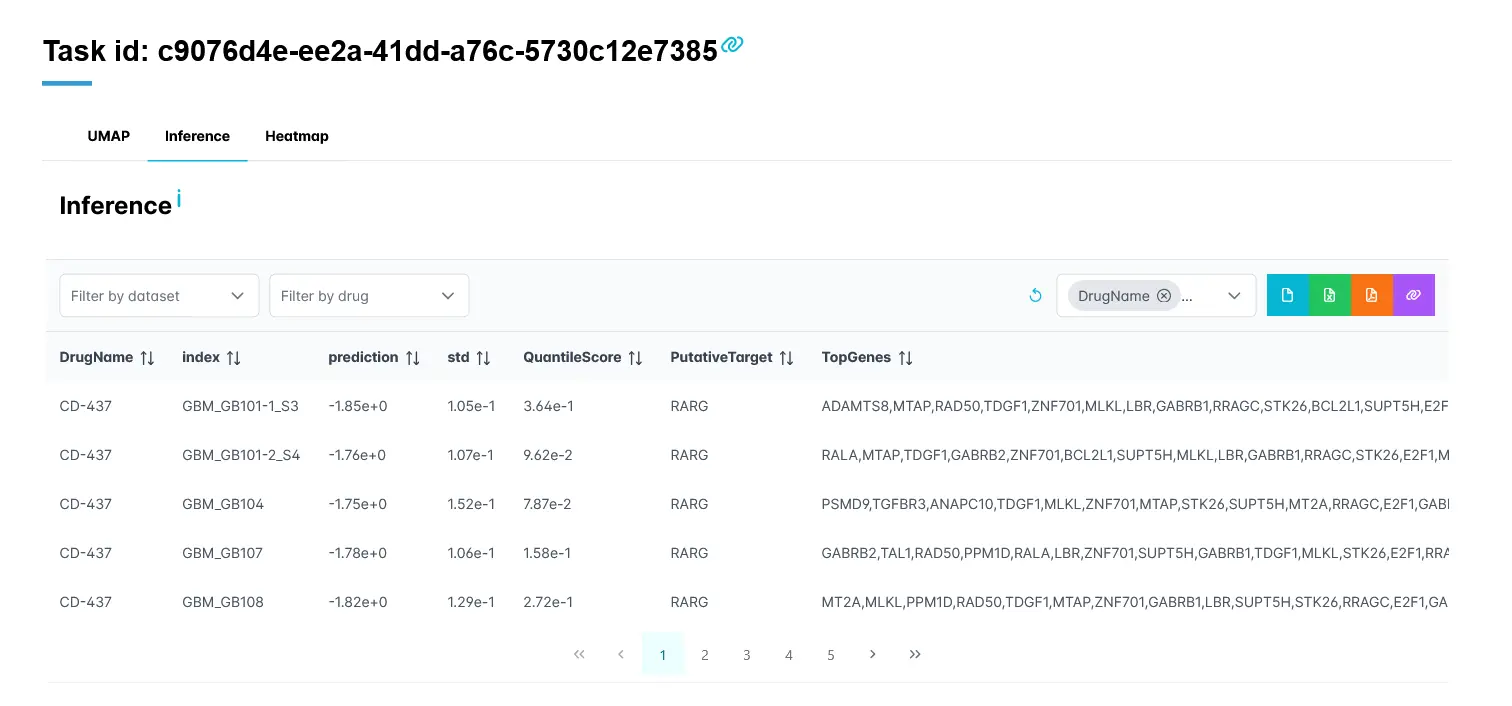 Task id: c9076d4e-ee2a-41dd-a76c-5730c12e7385
UMAP Inference Heatmap
Inference i
Filter by dataset Filter by drug DrugName ...
DrugName index prediction std QuantileScore PutativeTarget TopGenes
CD-437 GBM_GB101-1_S3 -1.85e+0 1.05e-1 3.64e-1 RARG ADAMTS8,MTAP,RAD50,TDGF1,ZNF701,MLKL,LBR,GABRB1,RRAGC,STK26,BCL2L1,SUPT5H,E2F
CD-437 GBM_GB101-2_S4 -1.76e+0 1.07e-1 9.62e-2 RARG RALA,MTAP,TDGF1,GABRB2,ZNF701,BCL2L1,SUPT5H,MLKL,LBR,GABRB1,RRAGC,STK26,E2F1,M
CD-437 GBM_GB104 -1.75e+0 1.52e-1 7.87e-2 RARG PSMD9,TGFBR3,ANAPC10,TDGF1,MLKL,ZNF701,MTAP,STK26,SUPT5H,MT2A,RRAGC,E2F1,GAB
CD-437 GBM_GB107 -1.78e+0 1.06e-1 1.58e-1 RARG GABRB2,TAL1,RAD50,PPM1D,RALA,LBR,ZNF701,SUPT5H,GABRB1,TDGF1,MLKL,STK26,E2F1,RRA
CD-437 GBM_GB108 -1.82e+0 1.29e-1 2.72e-1 RARG MT2A,MLKL,PPM1D,RAD50,TDGF1,MTAP,ZNF701,GABRB1,LBR,SUPT5H,STK26,RRAGC,E2F1,GA
1 2 3 4 5